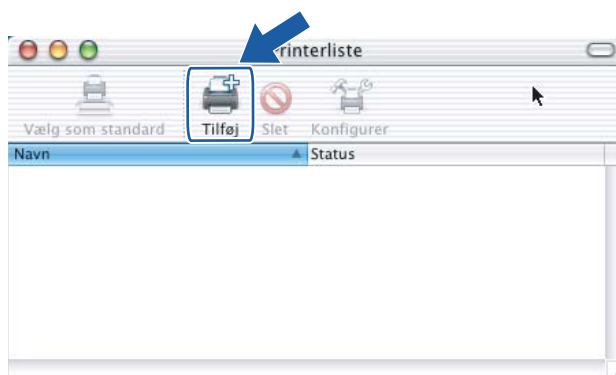 rinterliste
Vælg som standard Tilføj Slet Konfigurer
Navn Status